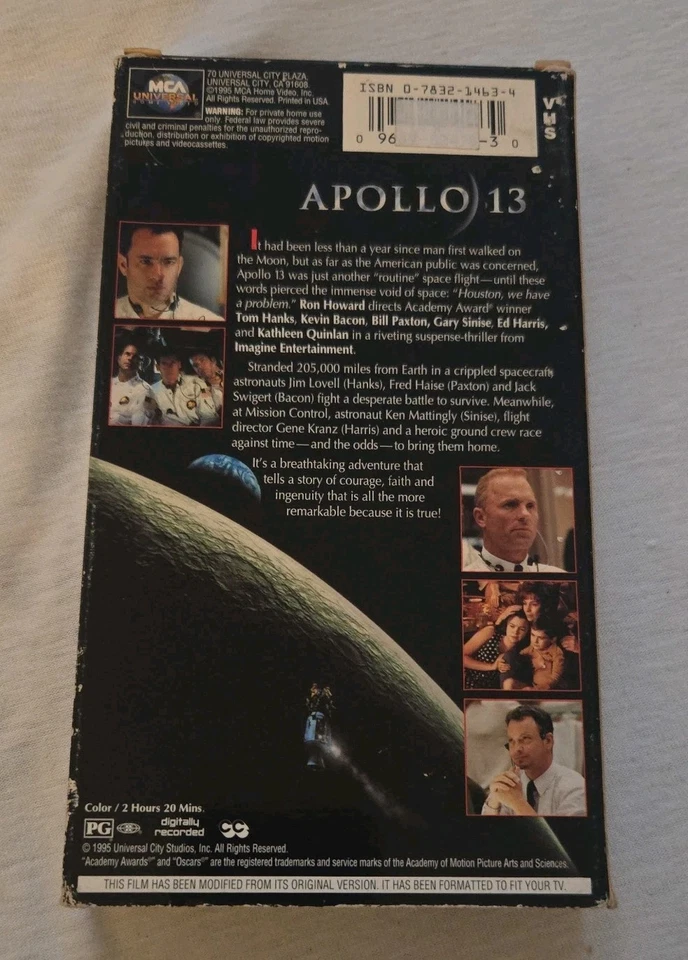 MCA
UNIVERSAL
70 UNIVERSAL CITY PLAZA,
UNIVERSAL CITY, CA 91608.
©1995 MCA Home Video, Inc.
All Rights Reserved. Printed in USA.
WARNING: For private home use
only. Federal law provides severe
civil and criminal penalties for the unauthorized repro-
duction, distribution or exhibition of copyrighted motion
pictures and videocassettes.
ISBN 0-7832-1463-4
0 96 -3 0
VHS
APOLLO 13
It had been less than a year since man first walked on
the Moon, but as far as the American public was concerned,
Apollo 13 was just another “routine” space flight—until these
words pierced the immense void of space: “Houston, we have
a problem.” Ron Howard directs Academy Award® winner
Tom Hanks, Kevin Bacon, Bill Paxton, Gary Sinise, Ed Harris,
and Kathleen Quinlan in a riveting suspense-thriller from
Imagine Entertainment.
Stranded 205,000 miles from Earth in a crippled spacecraft,
astronauts Jim Lovell (Hanks), Fred Haise (Paxton) and Jack
Swigert (Bacon) fight a desperate battle to survive. Meanwhile,
at Mission Control, astronaut Ken Mattingly (Sinise), flight
director Gene Kranz (Harris) and a heroic ground crew race
against time—and the odds—to bring them home.
It’s a breathtaking adventure that
tells a story of courage, faith and
ingenuity that is all the more
remarkable because it is true!
Color / 2 Hours 20 Mins.
PG digitally recorded CC
© 1995 Universal City Studios, Inc. All Rights Reserved.
“Academy Awards®” and “Oscars®” are the registered trademarks and service marks of the Academy of Motion Picture Arts and Sciences.
THIS FILM HAS BEEN MODIFIED FROM ITS ORIGINAL VERSION. IT HAS BEEN FORMATTED TO FIT YOUR TV.